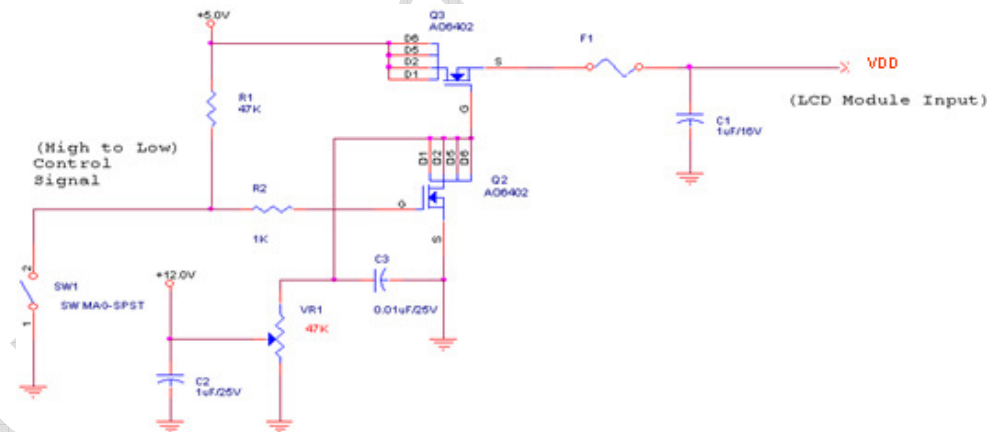 +5.0V
Q3
AO6402
D6
D5
D2
D1
S
G
F1
VDD
(LCD Module Input)
C1
1uF/16V
R1
47K
(High to Low)
Control
Signal
D1
D2
D5
D6
Q2
AO6402
R2
1K
G
S
2
SW1
SW MAG-SPST
1
+12.0V
C3
0.01uF/25V
VR1
47K
C2
1uF/25V